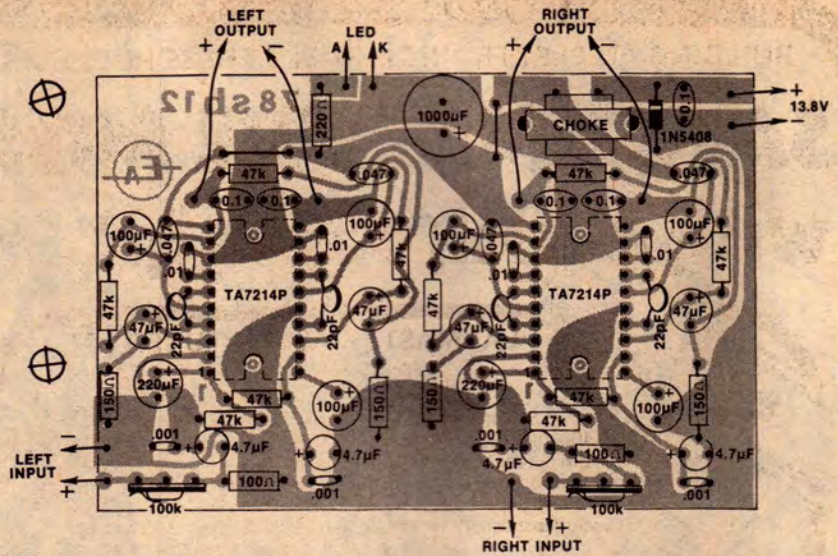 LEFT
OUTPUT
+ -
LED
A K
RIGHT
OUTPUT
+ -
78sb12
220Ω
1000µF
+
CHOKE
1N5408
0.1
+
13.8V
-
EA
47k
.047
47k
.047
0.1 0.1
0.1 0.1
100µF
+
.047
.01
.01
TA7214P
100µF
+
47k
47k
47µF
+
22pF
22pF
47µF
+
150Ω
220µF
+
1
47k
47k
100µF
+
150Ω
100µF
+
.047
.01
.01
TA7214P
100µF
+
47k
47µF
+
22pF
22pF
47µF
+
150Ω
220µF
+
1
47k
47k
100µF
+
150Ω
-
LEFT
INPUT
+
.001
+
4.7µF
+
4.7µF
100Ω
.001
100k
.001
+
4.7µF
100Ω
+
4.7µF
.001
100k
- +
RIGHT INPUT